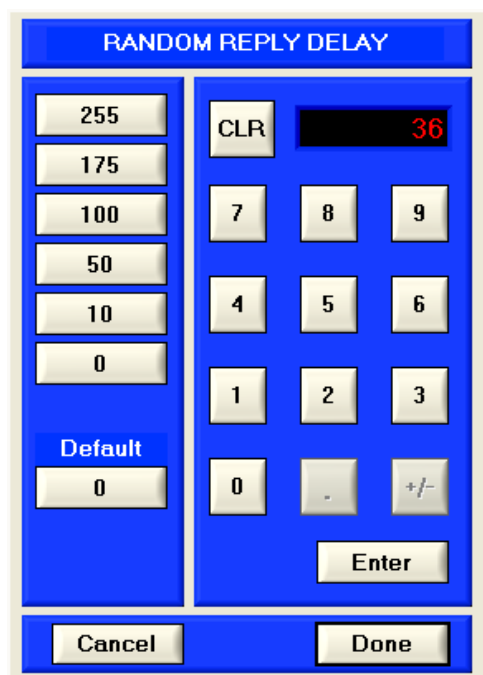 RANDOM REPLY DELAY
255
175
100
50
10
0
Default
0
CLR 36
7 8 9
4 5 6
1 2 3
0 . +/-
Enter
Cancel Done